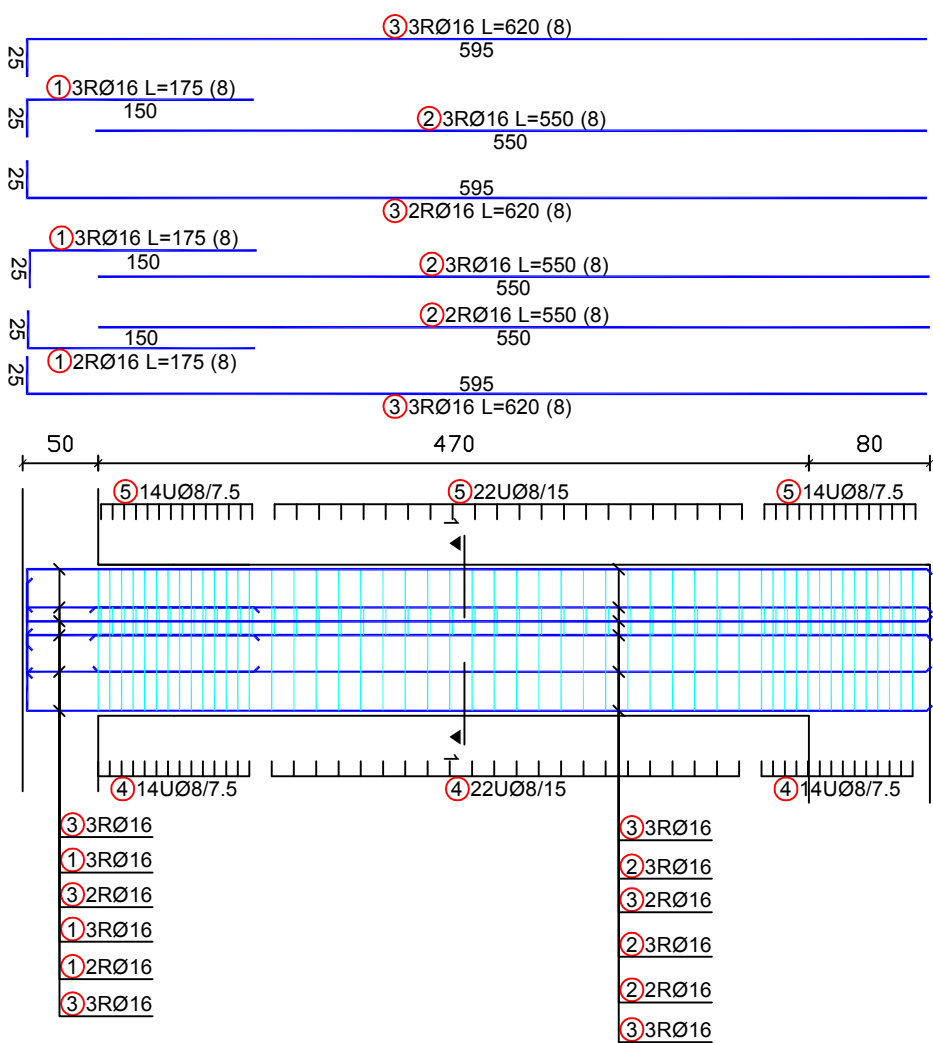 ③3RØ16 L=620 (8)
595
25
①3RØ16 L=175 (8)
150
25
②3RØ16 L=550 (8)
550
25
595
③2RØ16 L=620 (8)
①3RØ16 L=175 (8)
150
25
②3RØ16 L=550 (8)
550
②2RØ16 L=550 (8)
550
25
150
①2RØ16 L=175 (8)
25
595
③3RØ16 L=620 (8)
50 470 80
⑤14UØ8/7.5 ⑤22UØ8/15 ⑤14UØ8/7.5
1
1
④14UØ8/7.5 ④22UØ8/15 ④14UØ8/7.5
③3RØ16
①3RØ16
③2RØ16
①3RØ16
①2RØ16
③3RØ16
③3RØ16
②3RØ16
③2RØ16
②3RØ16
②2RØ16
③3RØ16